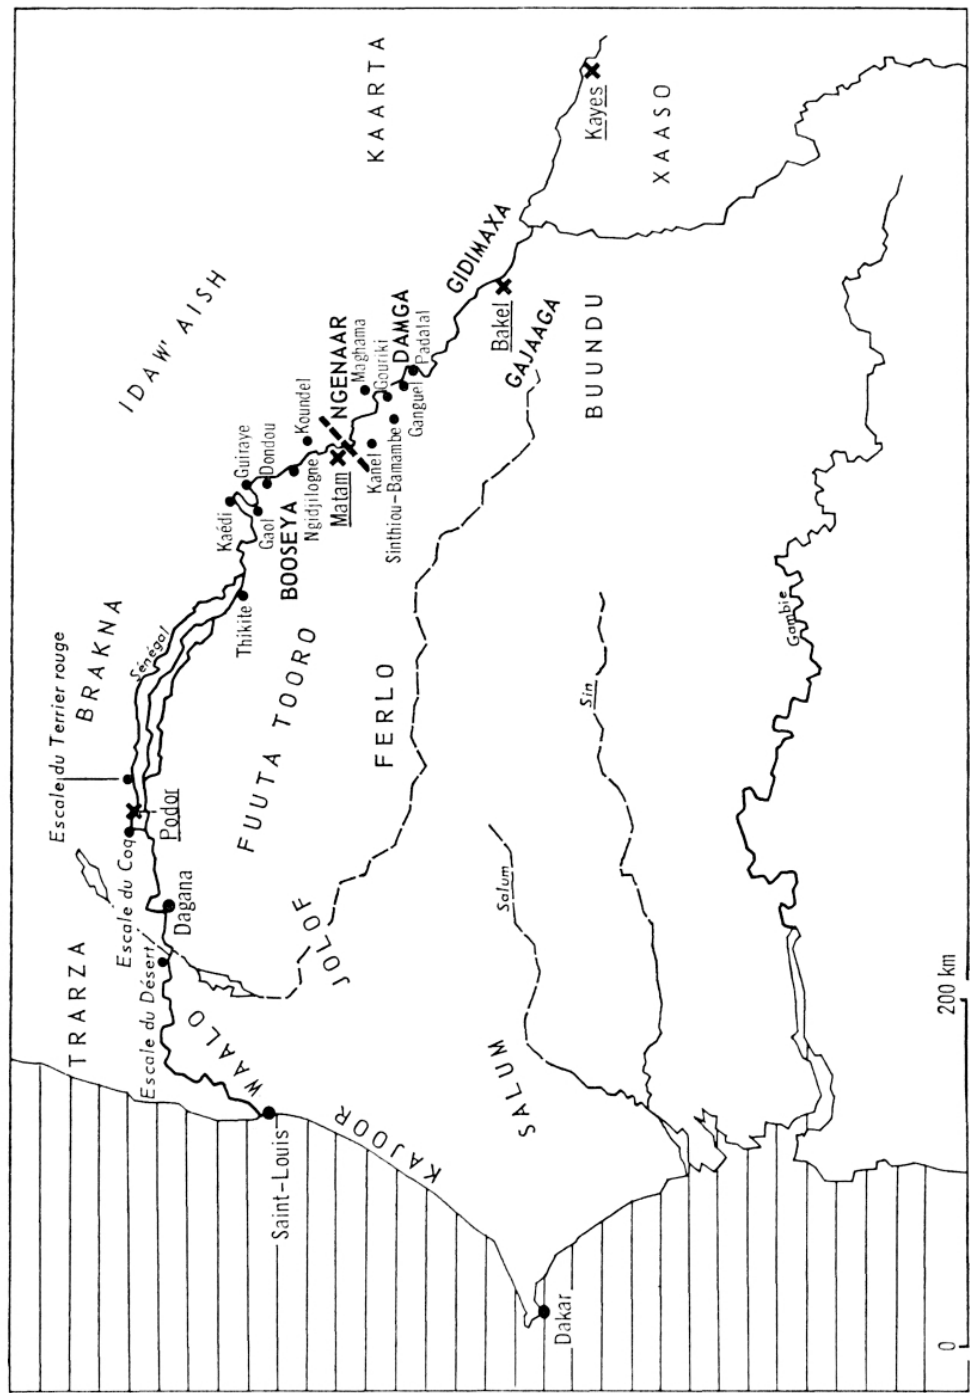 TRARZA
BRAKNA
IDAW' AISH
KAARTA
Escale du Terrier rouge
Escale du Coq
Escale du Désert
Podor
Dagana
Sénégal
Thikite
Kaédi
Gaol
Guiraye
Dondou
BOOSEYA
Ngidjilogne
Koundel
Matam
NGENAAR
Maghama
Kanel
Gouriki
Sinthiou-Bamambe
DAMGA
Ganguel
Padalal
GIDIMAXA
Bakel
GAJAAGA
Kayes
XAASO
BUUNDU
WAALO
FUUTA TOORO
JOLOF
FERLO
Saint-Louis
KAJOOR
SALUM
Salum
Sin
Gambie
Dakar
0
200 km